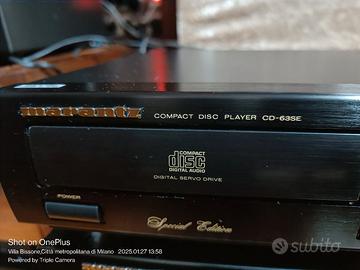 marantz COMPACT DISC PLAYER CD-63SE
COMPACT
disc
DIGITAL AUDIO
DIGITAL SERVO DRIVE
POWER
Special Edition
Shot on OnePlus
Villa Bissone,Città metropolitana di Milano 2025.01.27 13:58
Powered by Triple Camera
subito